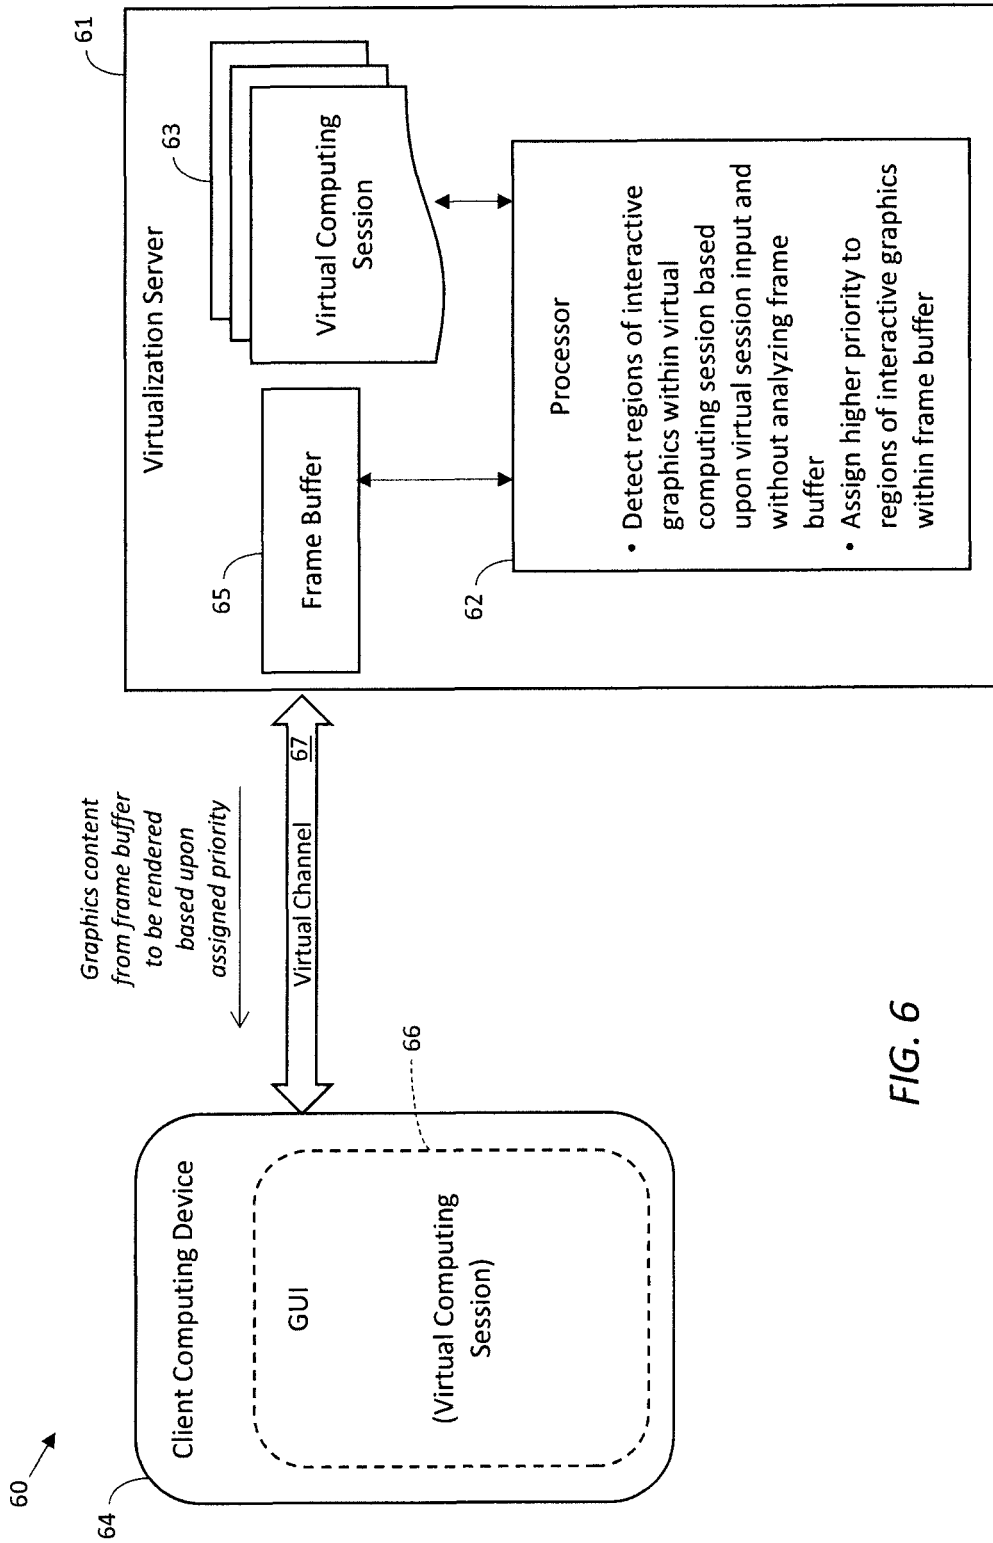 60
64
Client Computing Device
GUI
(Virtual Computing
Session)
66
Graphics content
from frame buffer
to be rendered
based upon
assigned priority
Virtual Channel
67
61
Virtualization Server
65
Frame Buffer
63
Virtual Computing
Session
62
Processor
• Detect regions of interactive
graphics within virtual
computing session based
upon virtual session input and
without analyzing frame
buffer
• Assign higher priority to
regions of interactive graphics
within frame buffer
FIG. 6